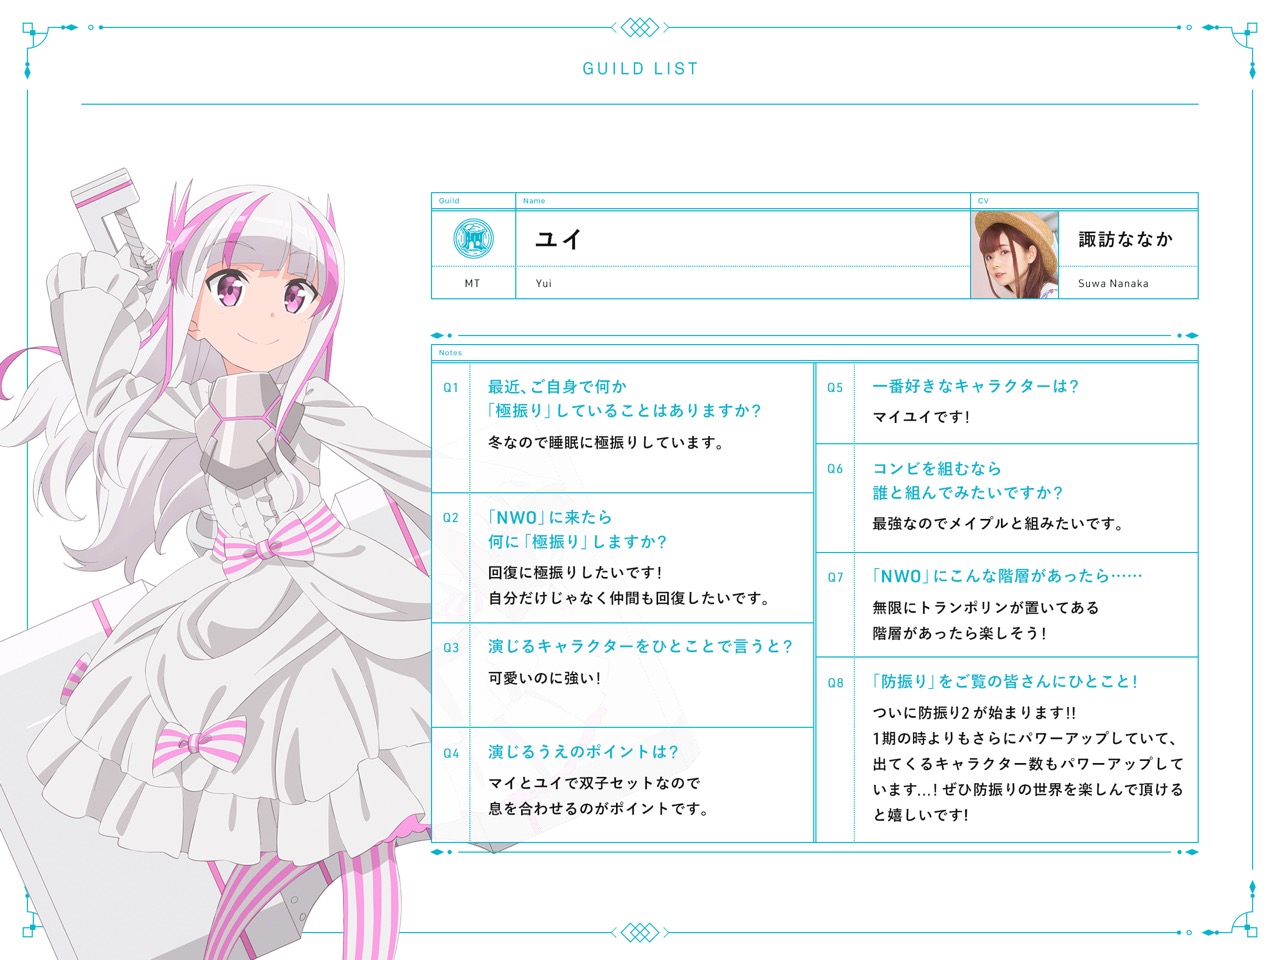 GUILD LIST
Guild
Name
CV
ユイ
諏訪ななか
MT
Yui
Suwa Nanaka
Notes
Q1
最近、ご自身で何か
「極振り」していることはありますか？
冬なので睡眠に極振りしています。
Q2
「NWO」に来たら
何に「極振り」しますか？
回復に極振りしたいです！
自分だけじゃなく仲間も回復したいです。
Q3
演じるキャラクターをひとことで言うと？
可愛いのに強い！
Q4
演じるうえのポイントは？
マイとユイで双子セットなので
息を合わせるのがポイントです。
Q5
一番好きなキャラクターは？
マイユイです！
Q6
コンビを組むなら
誰と組んでみたいですか？
最強なのでメイプルと組みたいです。
Q7
「NWO」にこんな階層があったら……
無限にトランポリンが置いてある
階層があったら楽しそう！
Q8
「防振り」をご覧の皆さんにひとこと！
ついに防振り2が始まります!!
1期の時よりもさらにパワーアップしていて、
出てくるキャラクター数もパワーアップして
います...！ぜひ防振りの世界を楽しんで頂ける
と嬉しいです！